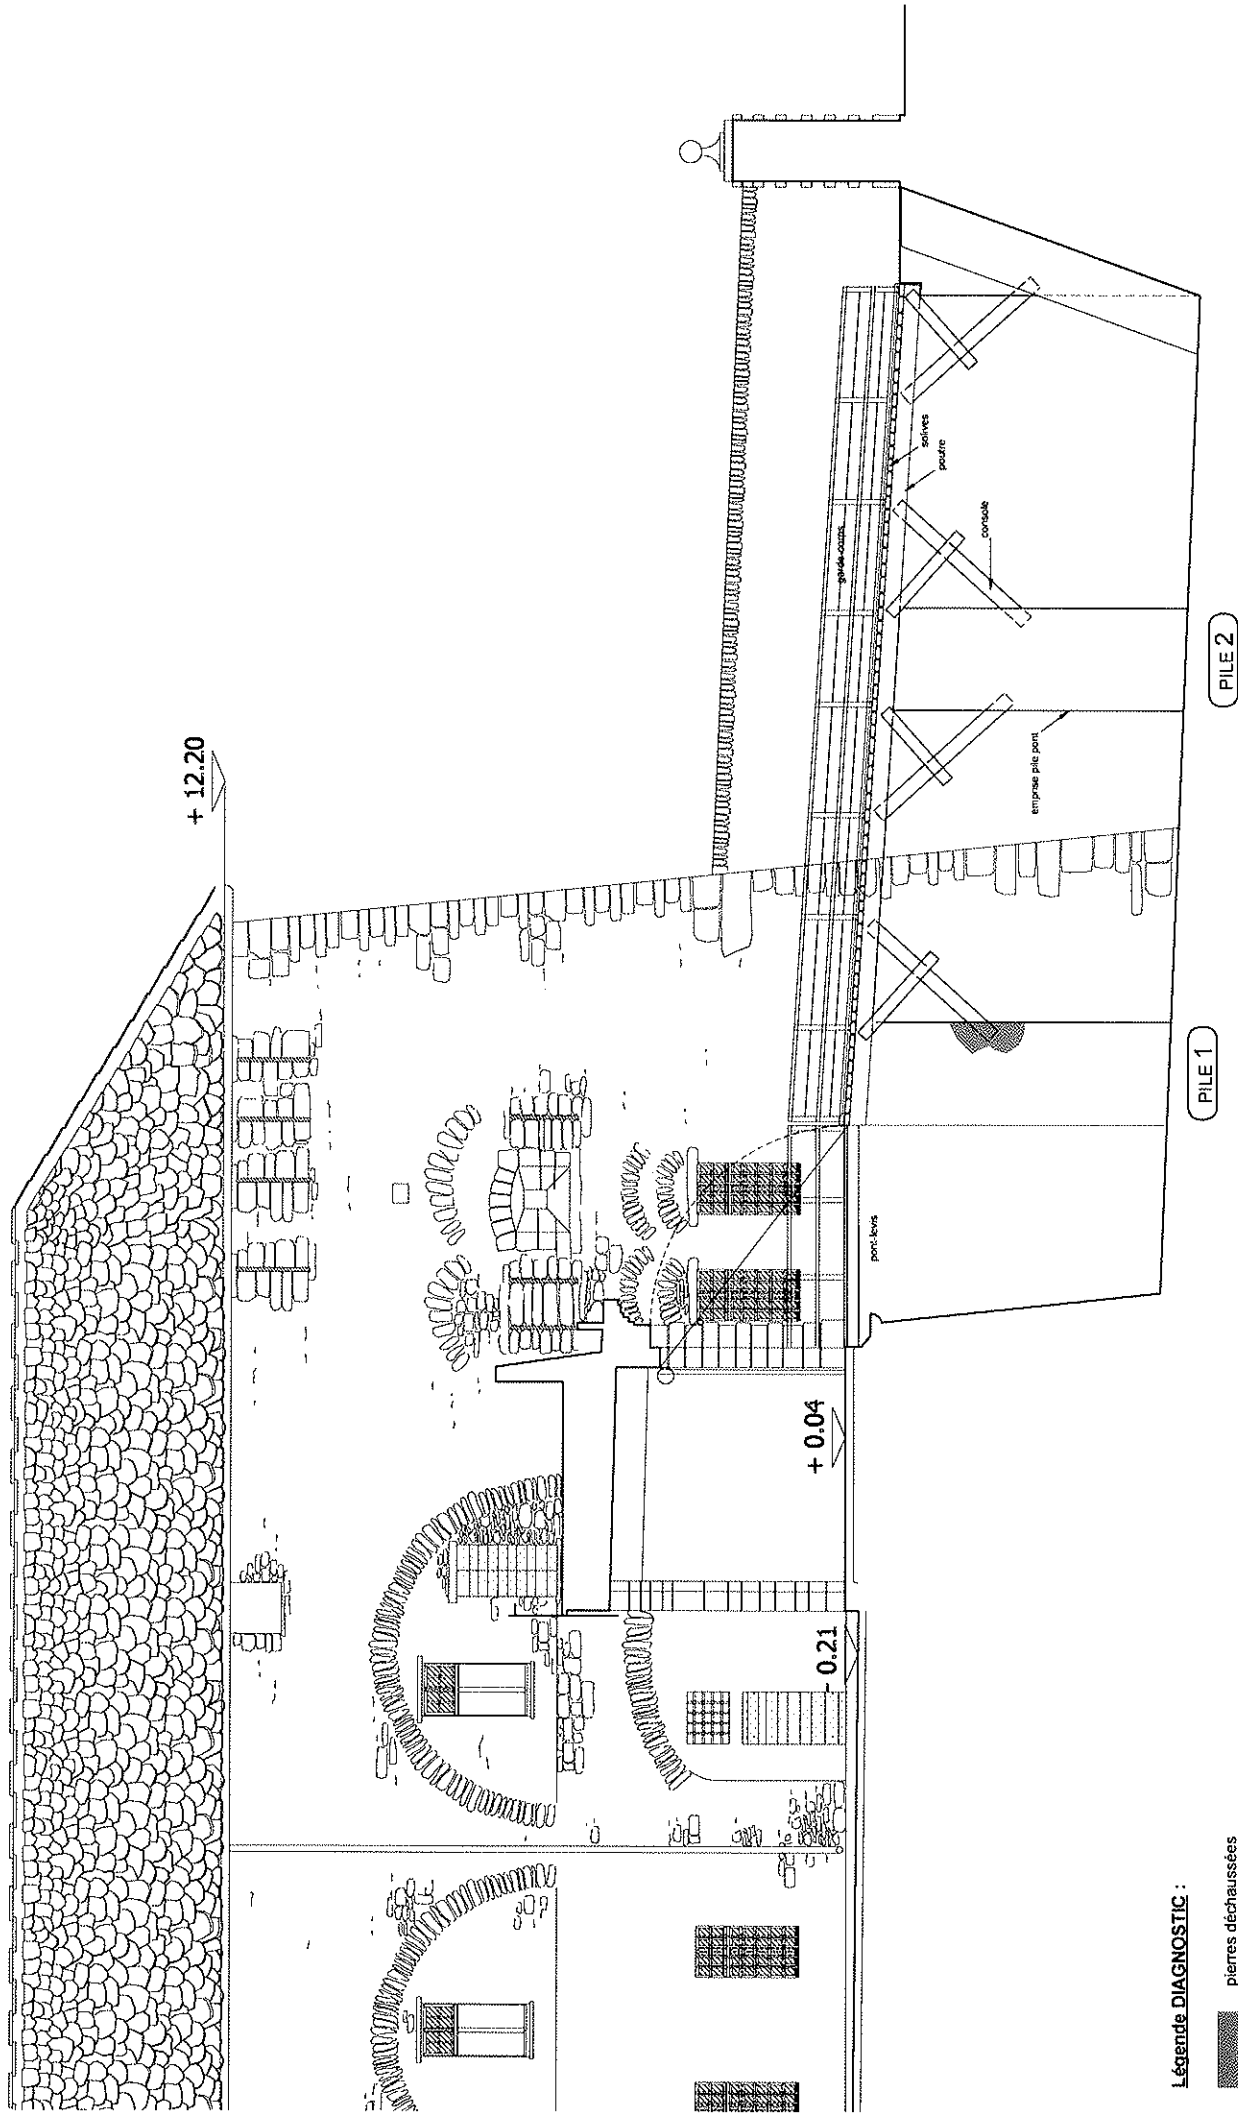 + 12.20
garde-corps
solives
poutre
console
emprise pile pont
pont-levis
+ 0.04
- 0.21
PILE 1
PILE 2
Légende DIAGNOSTIC :
pierres déchaussées